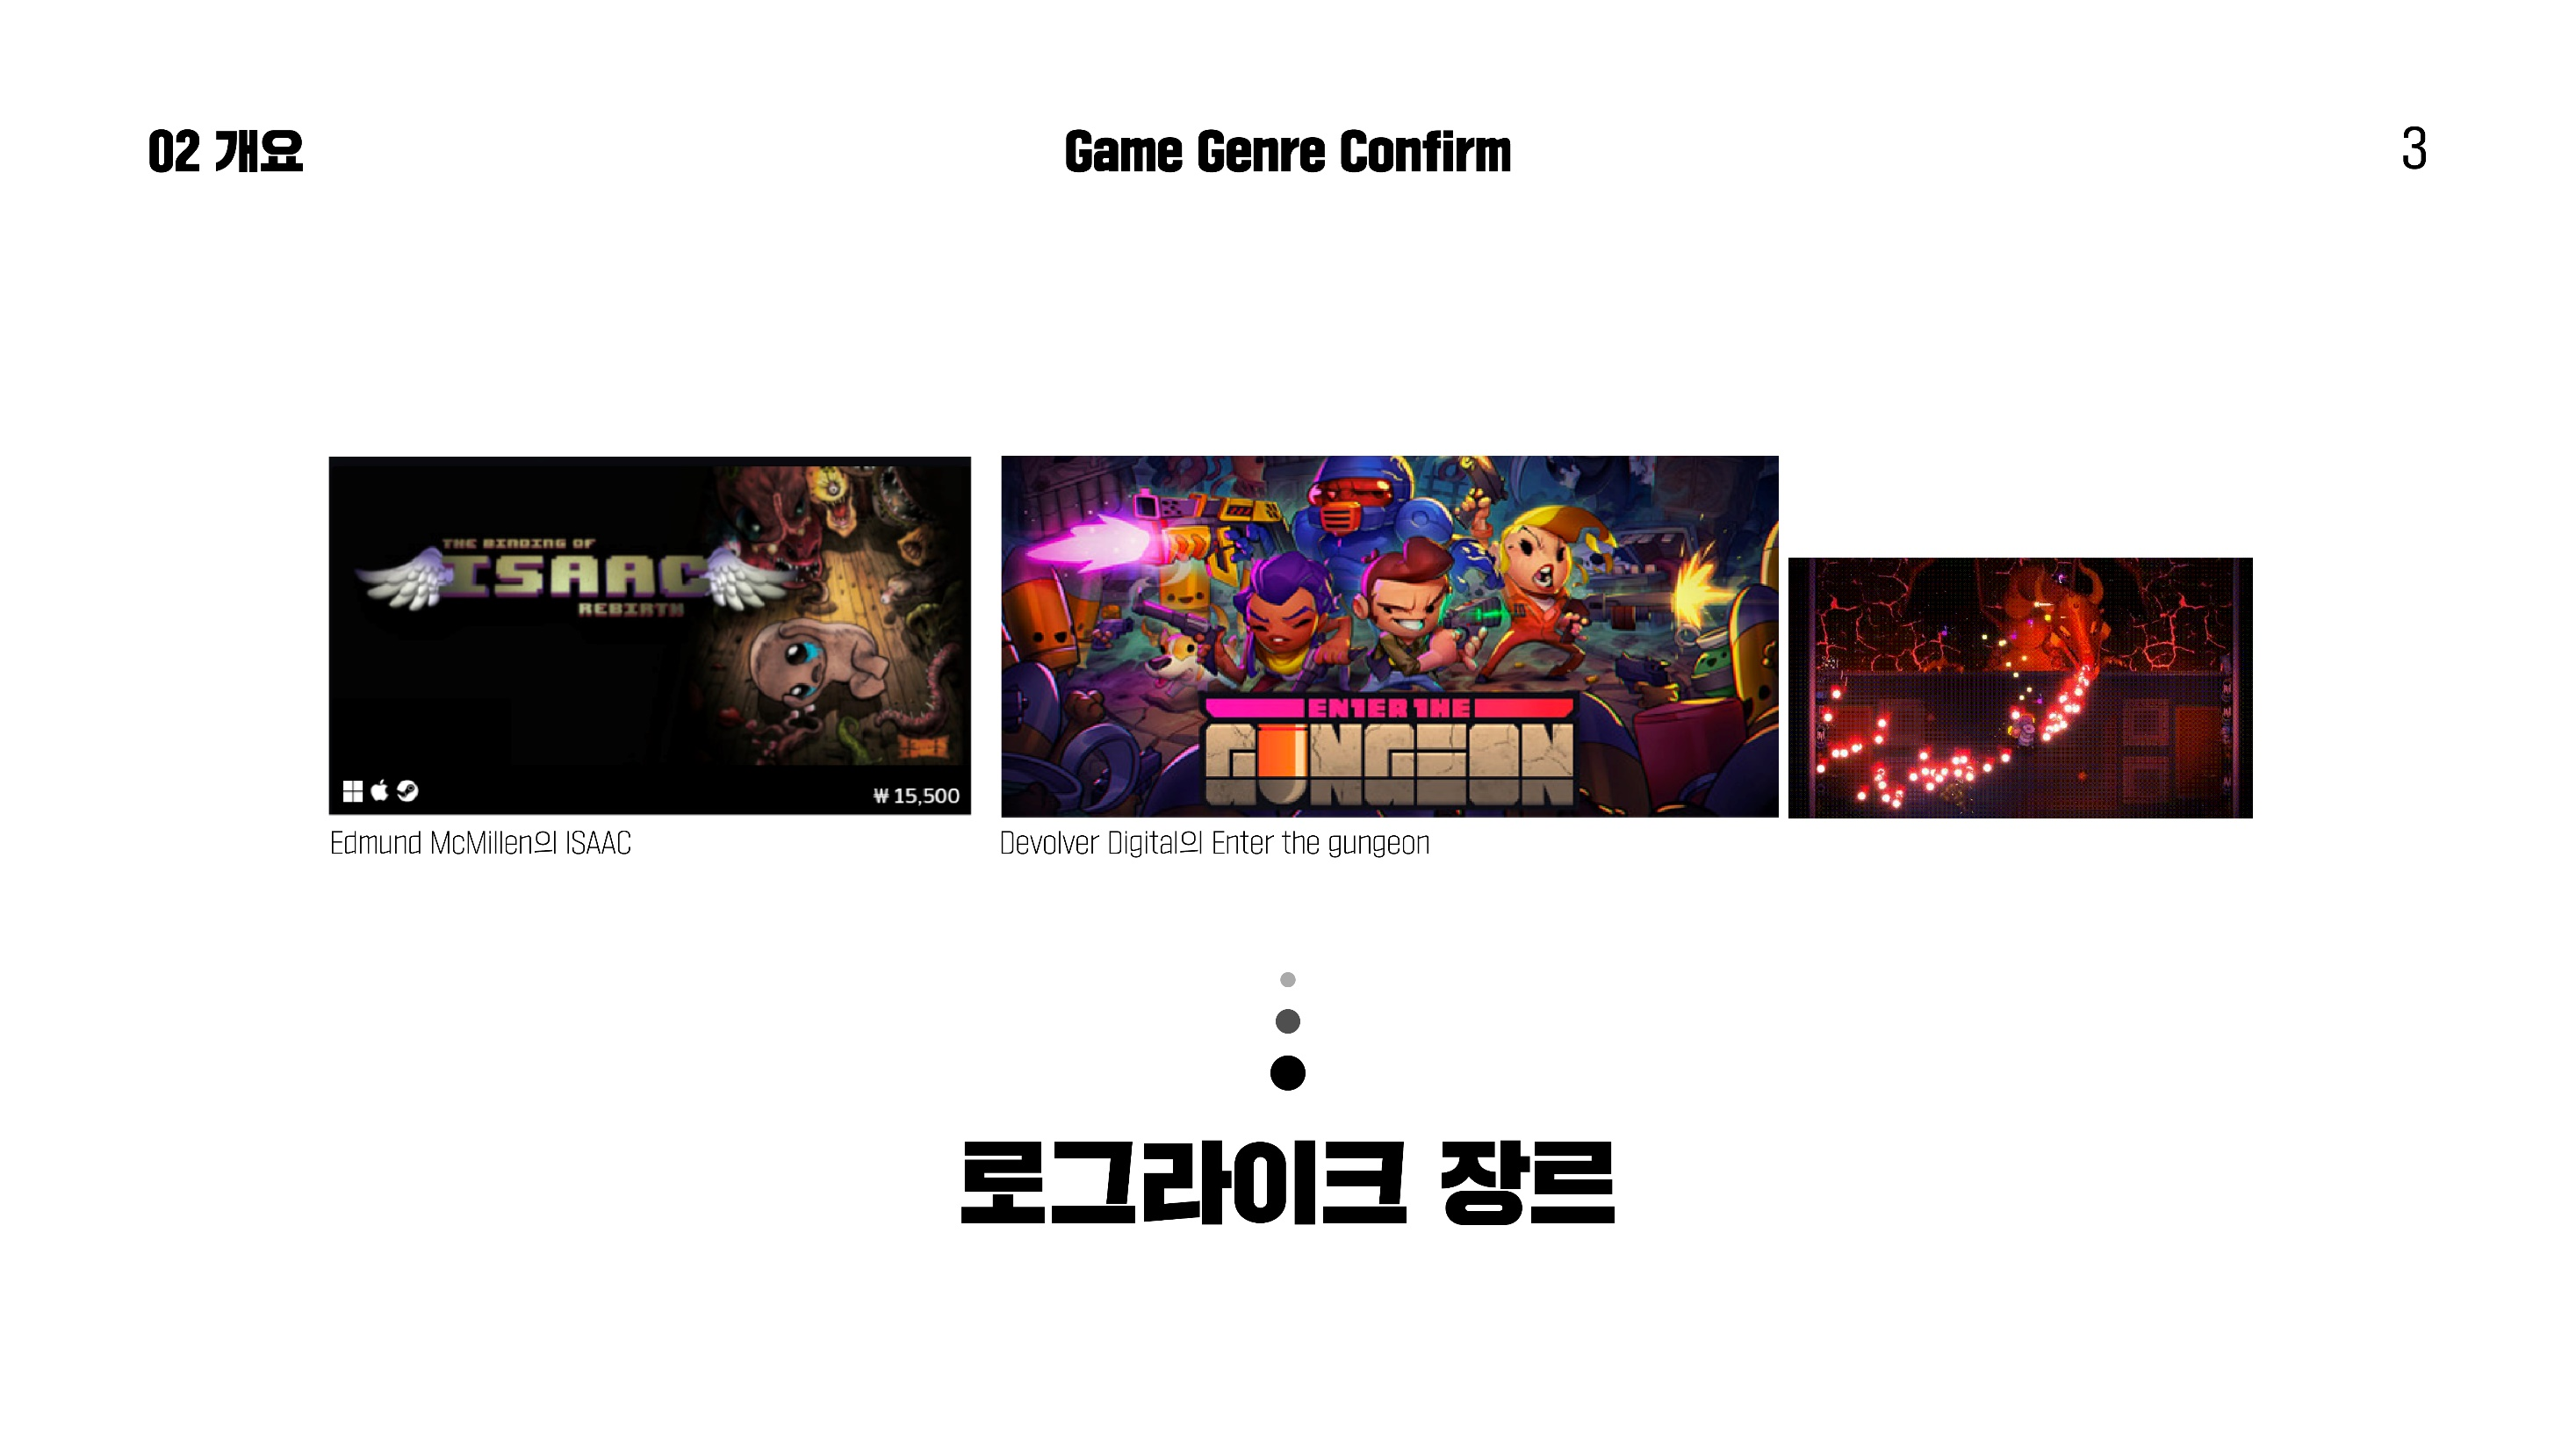 02 개요
Game Genre Confirm
3
THE BINDING OF
ISAAC
REBIRTH
₩ 15,500
ENTER THE
GUNGEON
Edmund McMillen의 ISAAC
Devolver Digital의 Enter the gungeon
로그라이크 장르